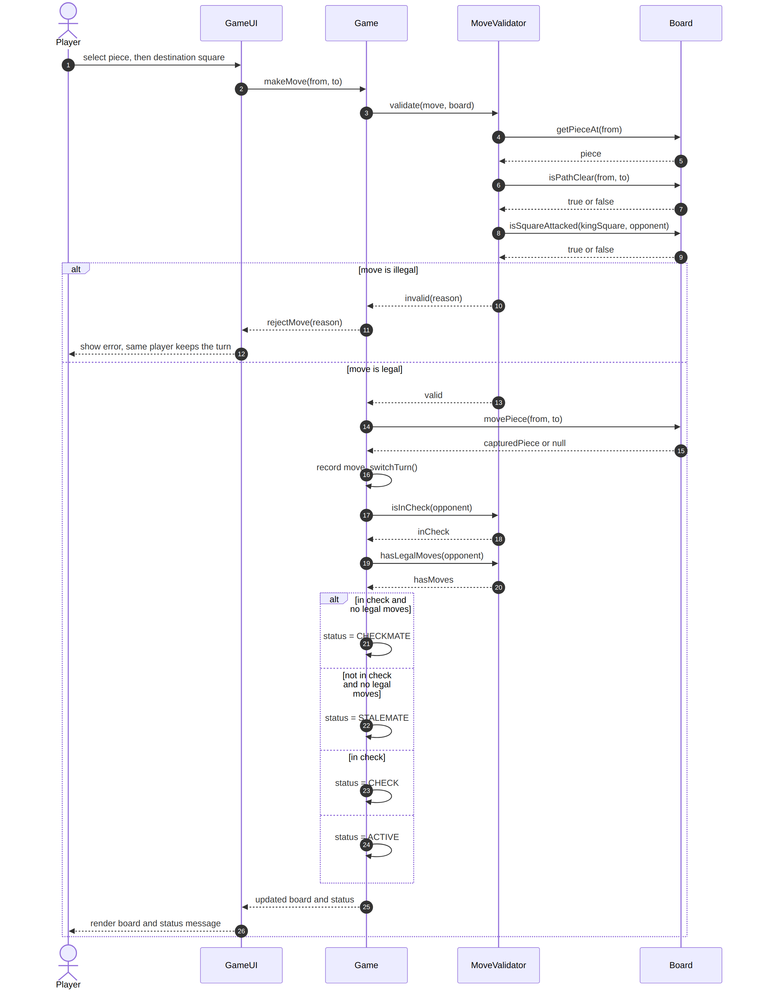 Player
GameUI
Game
MoveValidator
Board
select piece, then destination square
1
makeMove(from, to)
2
validate(move, board)
3
getPieceAt(from)
4
piece
5
isPathClear(from, to)
6
true or false
7
isSquareAttacked(kingSquare, opponent)
8
true or false
9
alt
[move is illegal]
invalid(reason)
10
rejectMove(reason)
11
show error, same player keeps the turn
12
[move is legal]
valid
13
movePiece(from, to)
14
capturedPiece or null
15
record move, switchTurn()
16
isInCheck(opponent)
17
inCheck
18
hasLegalMoves(opponent)
19
hasMoves
20
alt
[in check and
no legal moves]
status = CHECKMATE
21
[not in check
and no legal
moves]
status = STALEMATE
22
[in check]
status = CHECK
23
status = ACTIVE
24
updated board and status
25
render board and status message
26
Player
GameUI
Game
MoveValidator
Board